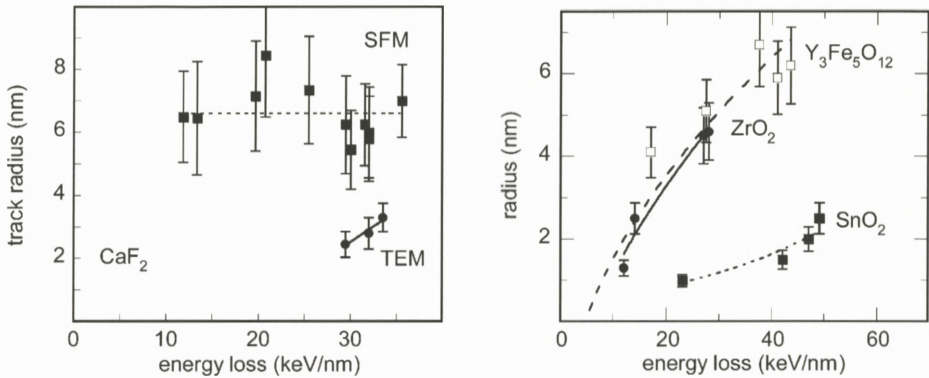 8
6
4
2
track radius (nm)
SFM
TEM
CaF₂
0 10 20 30
energy loss (keV/nm)
6
4
2
radius (nm)
Y₃Fe₅O₁₂
ZrO₂
SnO₂
0 20 40 60
energy loss (keV/nm)